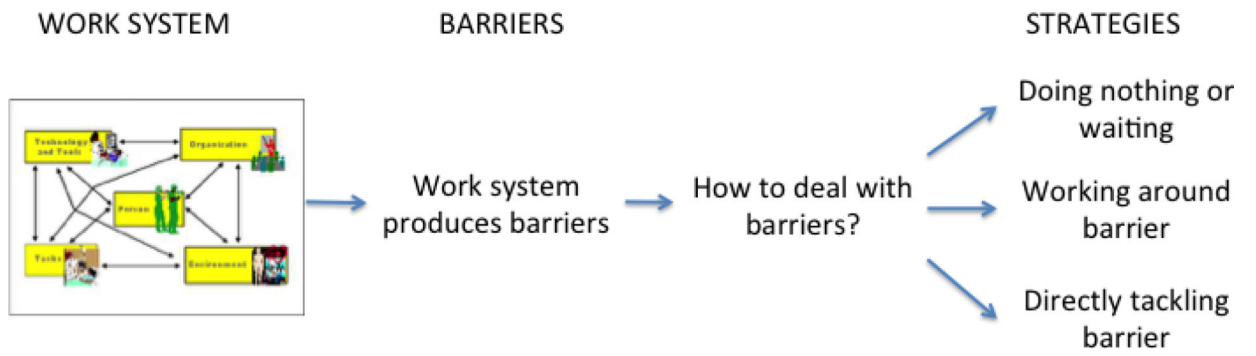 WORK SYSTEM
BARRIERS
STRATEGIES
Technology
and Tools
Organization
Person
Tasks
Environment
Work system
produces barriers
How to deal with
barriers?
Doing nothing or
waiting
Working around
barrier
Directly tackling
barrier